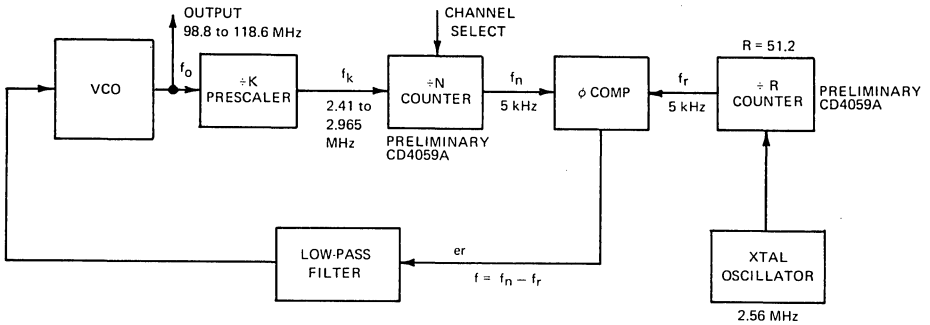 OUTPUT
98.8 to 118.6 MHz
CHANNEL
SELECT
R = 51.2
VCO
fo
÷K
PRESCALER
fk
2.41 to
2.965
MHz
÷N
COUNTER
PRELIMINARY
CD4059A
fn
5 kHz
φ COMP
fr
5 kHz
÷ R
COUNTER
PRELIMINARY
CD4059A
LOW-PASS
FILTER
er
f = fn − fr
XTAL
OSCILLATOR
2.56 MHz